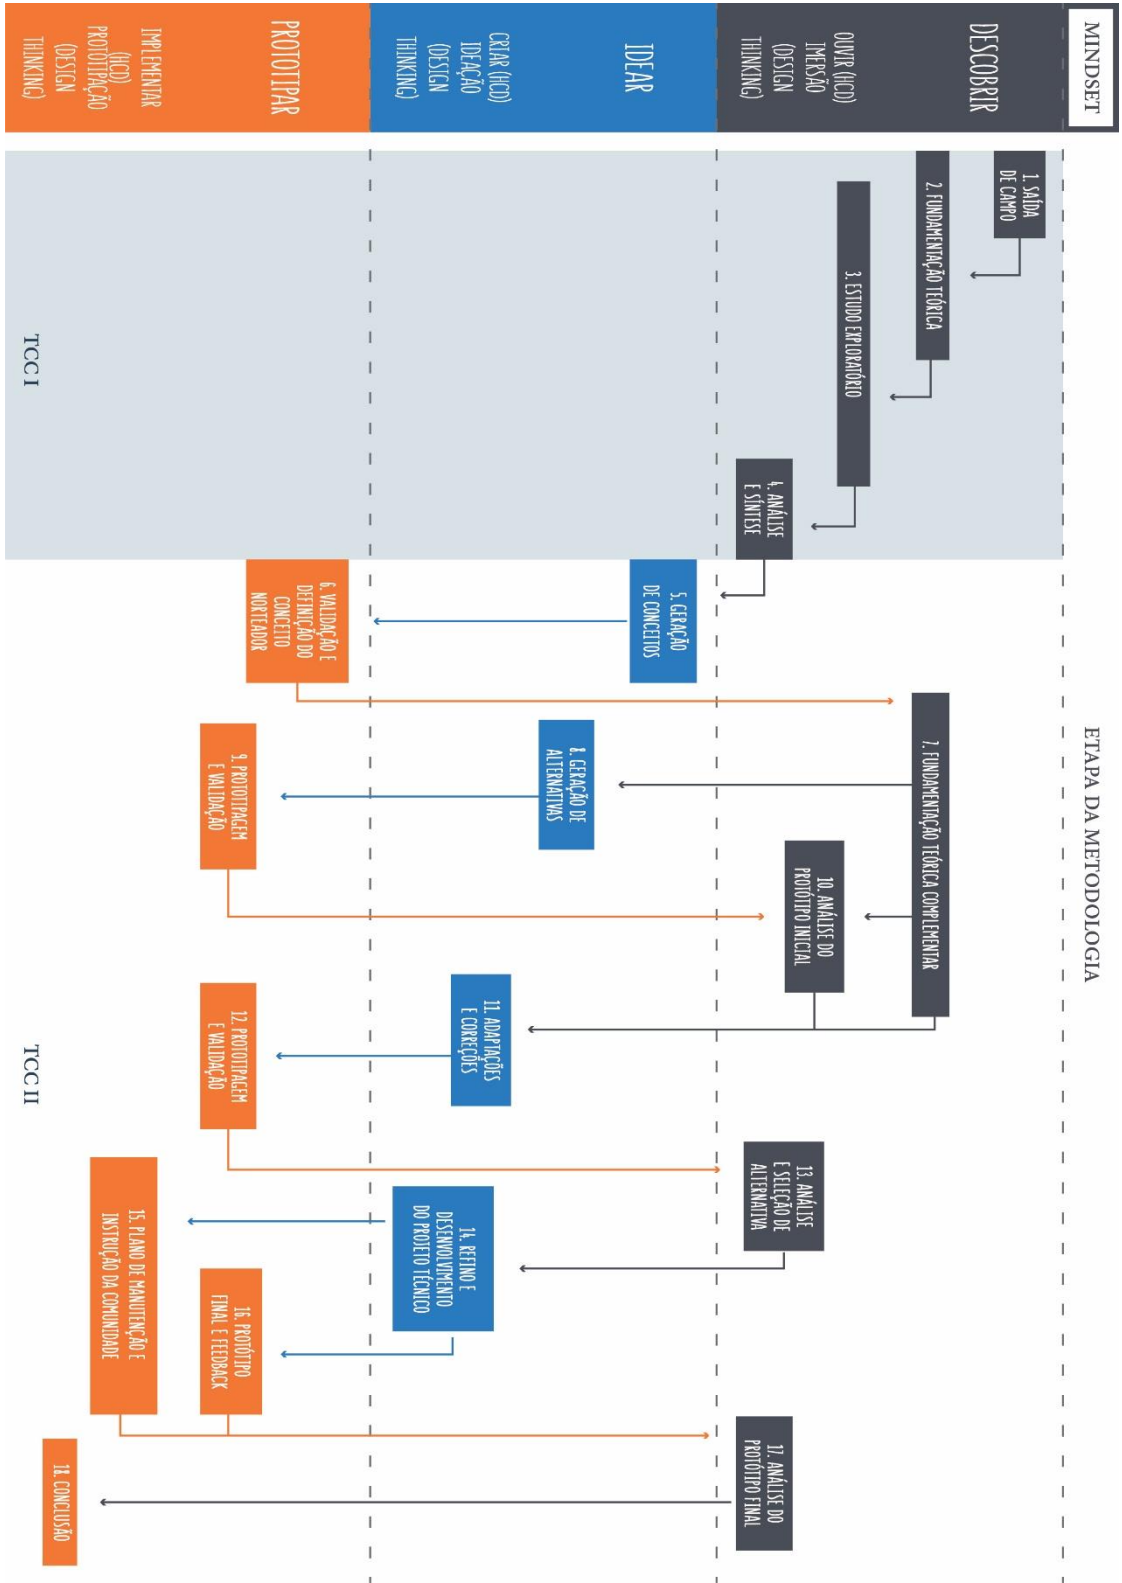 MINDSET
ETAPA DA METODOLOGIA
DESCOBRIR
OUVIR (HCD)
IMERSÃO
(DESIGN
THINKING)
IDEAR
CRIAR (HCD)
IDEAÇÃO
(DESIGN
THINKING)
PROTOTIPAR
IMPLEMENTAR
(HCD)
PROTOTIPAÇÃO
(DESIGN
THINKING)
1. SAÍDA
DE CAMPO
2. FUNDAMENTAÇÃO TEÓRICA
3. ESTUDO EXPLORATÓRIO
4. ANÁLISE
E SÍNTESE
5. GERAÇÃO
DE CONCEITOS
6. VALIDAÇÃO E
DEFINIÇÃO DO
CONCEITO
NORTEADOR
7. FUNDAMENTAÇÃO TEÓRICA COMPLEMENTAR
8. GERAÇÃO DE
ALTERNATIVAS
9. PROTOTIPAGEM
E VALIDAÇÃO
10. ANÁLISE DO
PROTÓTIPO INICIAL
11. ADAPTAÇÕES
E CORREÇÕES
12. PROTOTIPAGEM
E VALIDAÇÃO
13. ANÁLISE
E SELEÇÃO DE
ALTERNATIVA
14. REFINO E
DESENVOLVIMENTO
DO PROJETO TÉCNICO
15. PLANO DE MANUTENÇÃO E
INSTRUÇÃO DA COMUNIDADE
16. PROTÓTIPO
FINAL E FEEDBACK
17. ANÁLISE DO
PROTÓTIPO FINAL
18. CONCLUSÃO
TCC I
TCC II